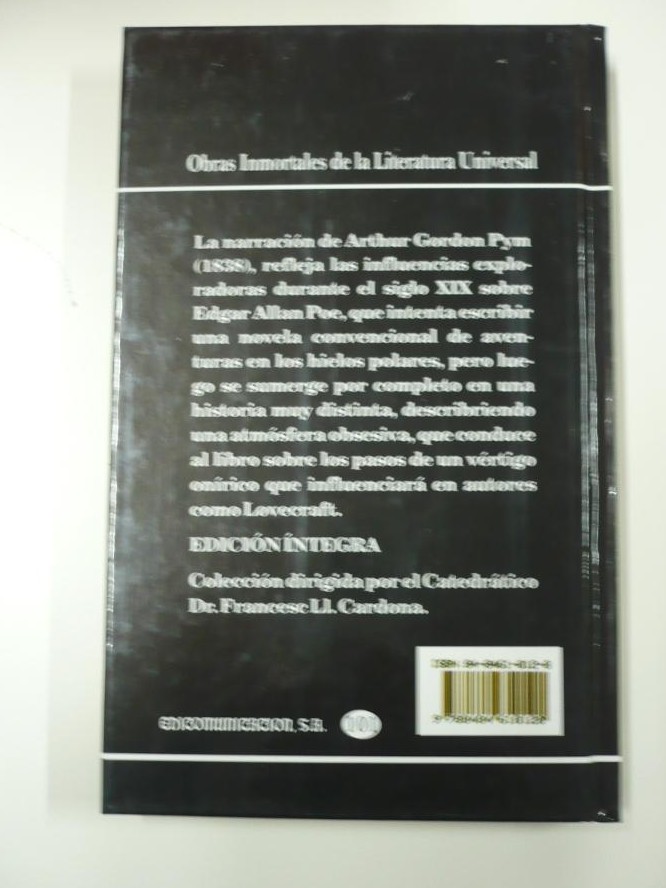 Obras Inmortales de la Literatura Universal
La narración de Arthur Gordon Pym
(1838), refleja las influencias explo-
radoras durante el siglo XIX sobre
Edgar Allan Poe, que intenta escribir
una novela convencional de aven-
turas en los hielos polares, pero lue-
go se sumerge por completo en una
historia muy distinta, describriendo
una atmósfera obsesiva, que conduce
al libro sobre los pasos de un vértigo
onírico que influenciará en autores
como Lovecraft.
EDICIÓN ÍNTEGRA
Colección dirigida por el Catedrático
Dr. Francesc Ll. Cardona.
EDICOMUNICACION, S.A.